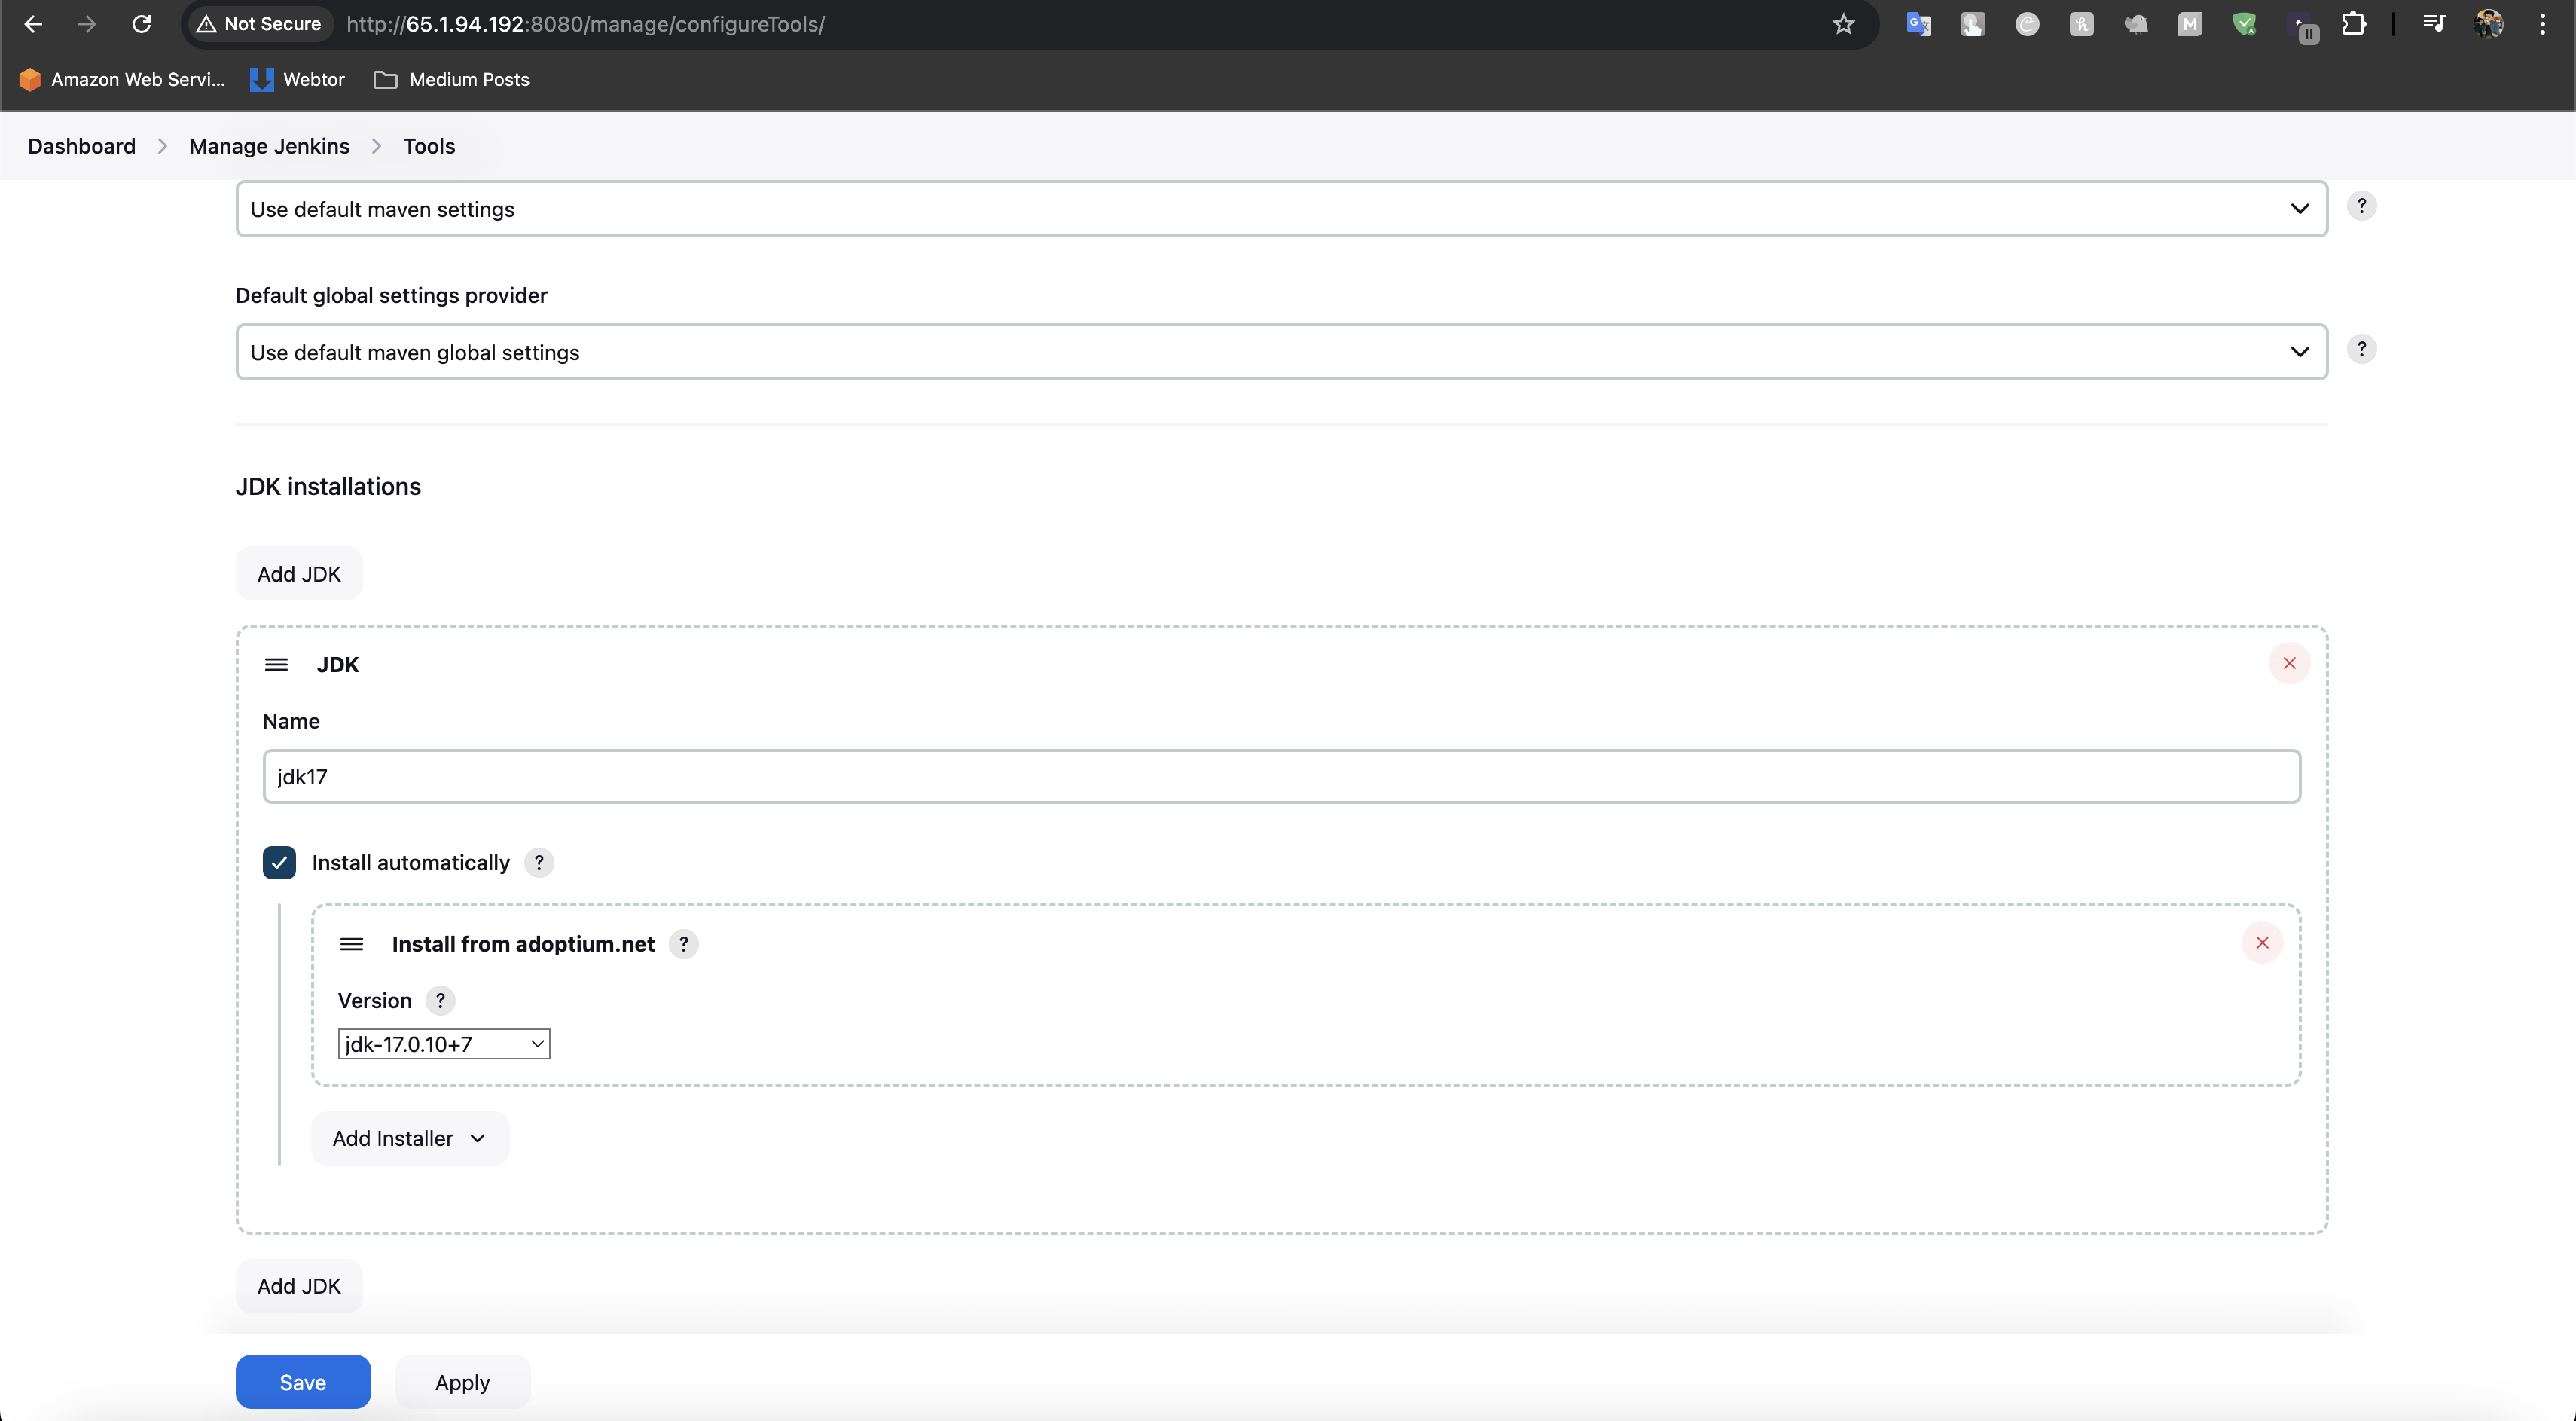 Not Secure http://65.1.94.192:8080/manage/configureTools/
Amazon Web Servi... Webtor Medium Posts
Dashboard Manage Jenkins Tools
Use default maven settings ?
Default global settings provider
Use default maven global settings ?
JDK installations
Add JDK
JDK
Name
jdk17
Install automatically ?
Install from adoptium.net ?
Version ?
jdk-17.0.10+7
Add Installer
Add JDK
Save Apply